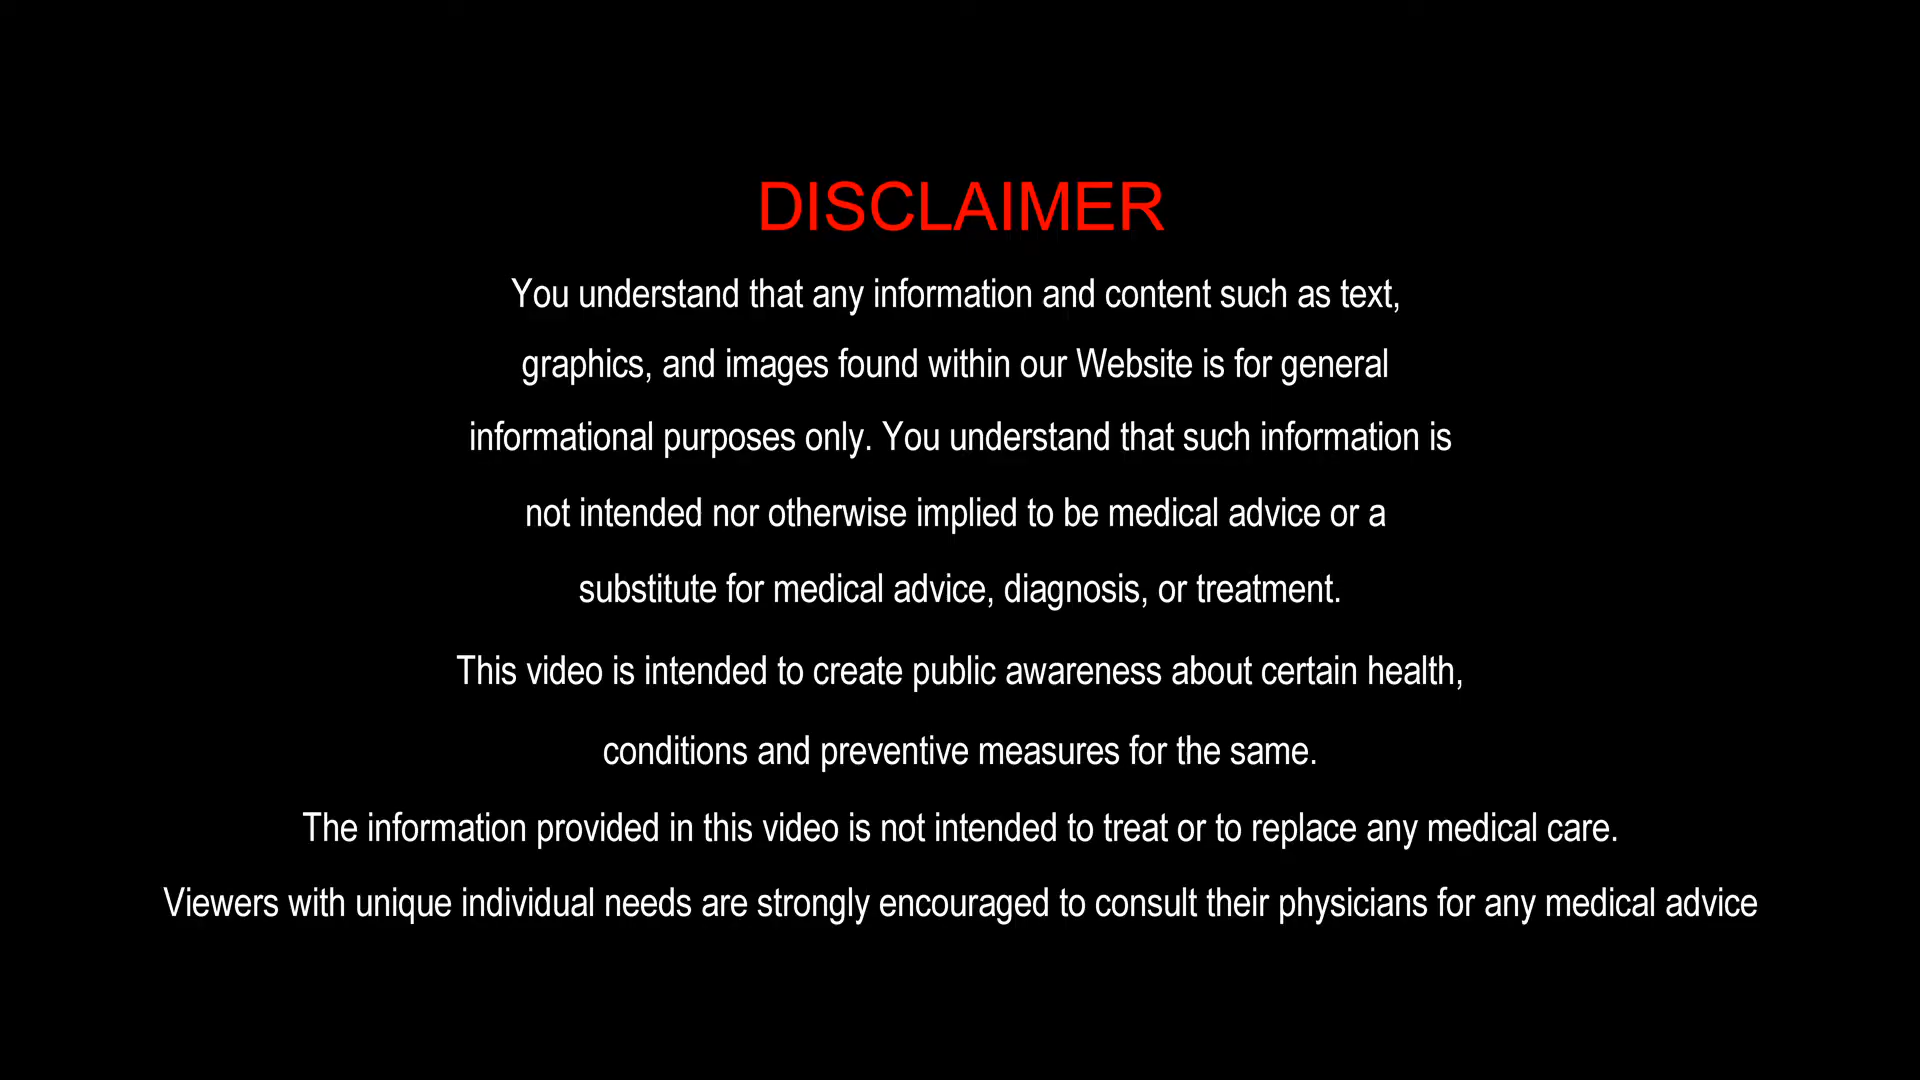 DISCLAIMER
You understand that any information and content such as text,
graphics, and images found within our Website is for general
informational purposes only. You understand that such information is
not intended nor otherwise implied to be medical advice or a
substitute for medical advice, diagnosis, or treatment.
This video is intended to create public awareness about certain health,
conditions and preventive measures for the same.
The information provided in this video is not intended to treat or to replace any medical care.
Viewers with unique individual needs are strongly encouraged to consult their physicians for any medical advice